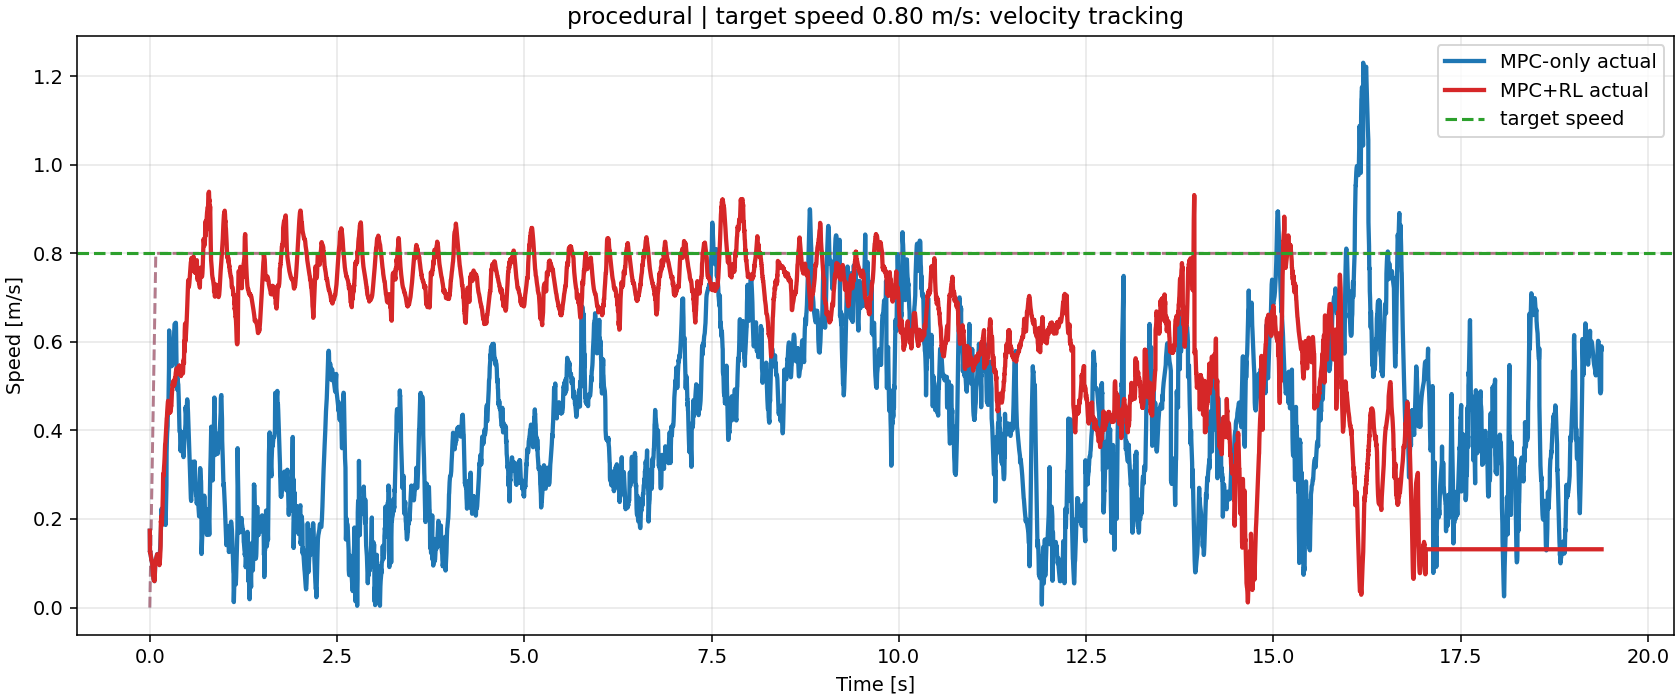 procedural | target speed 0.80 m/s: velocity tracking
MPC-only actual
MPC+RL actual
target speed
Speed [m/s]
1.2
1.0
0.8
0.6
0.4
0.2
0.0
0.0 2.5 5.0 7.5 10.0 12.5 15.0 17.5 20.0
Time [s]